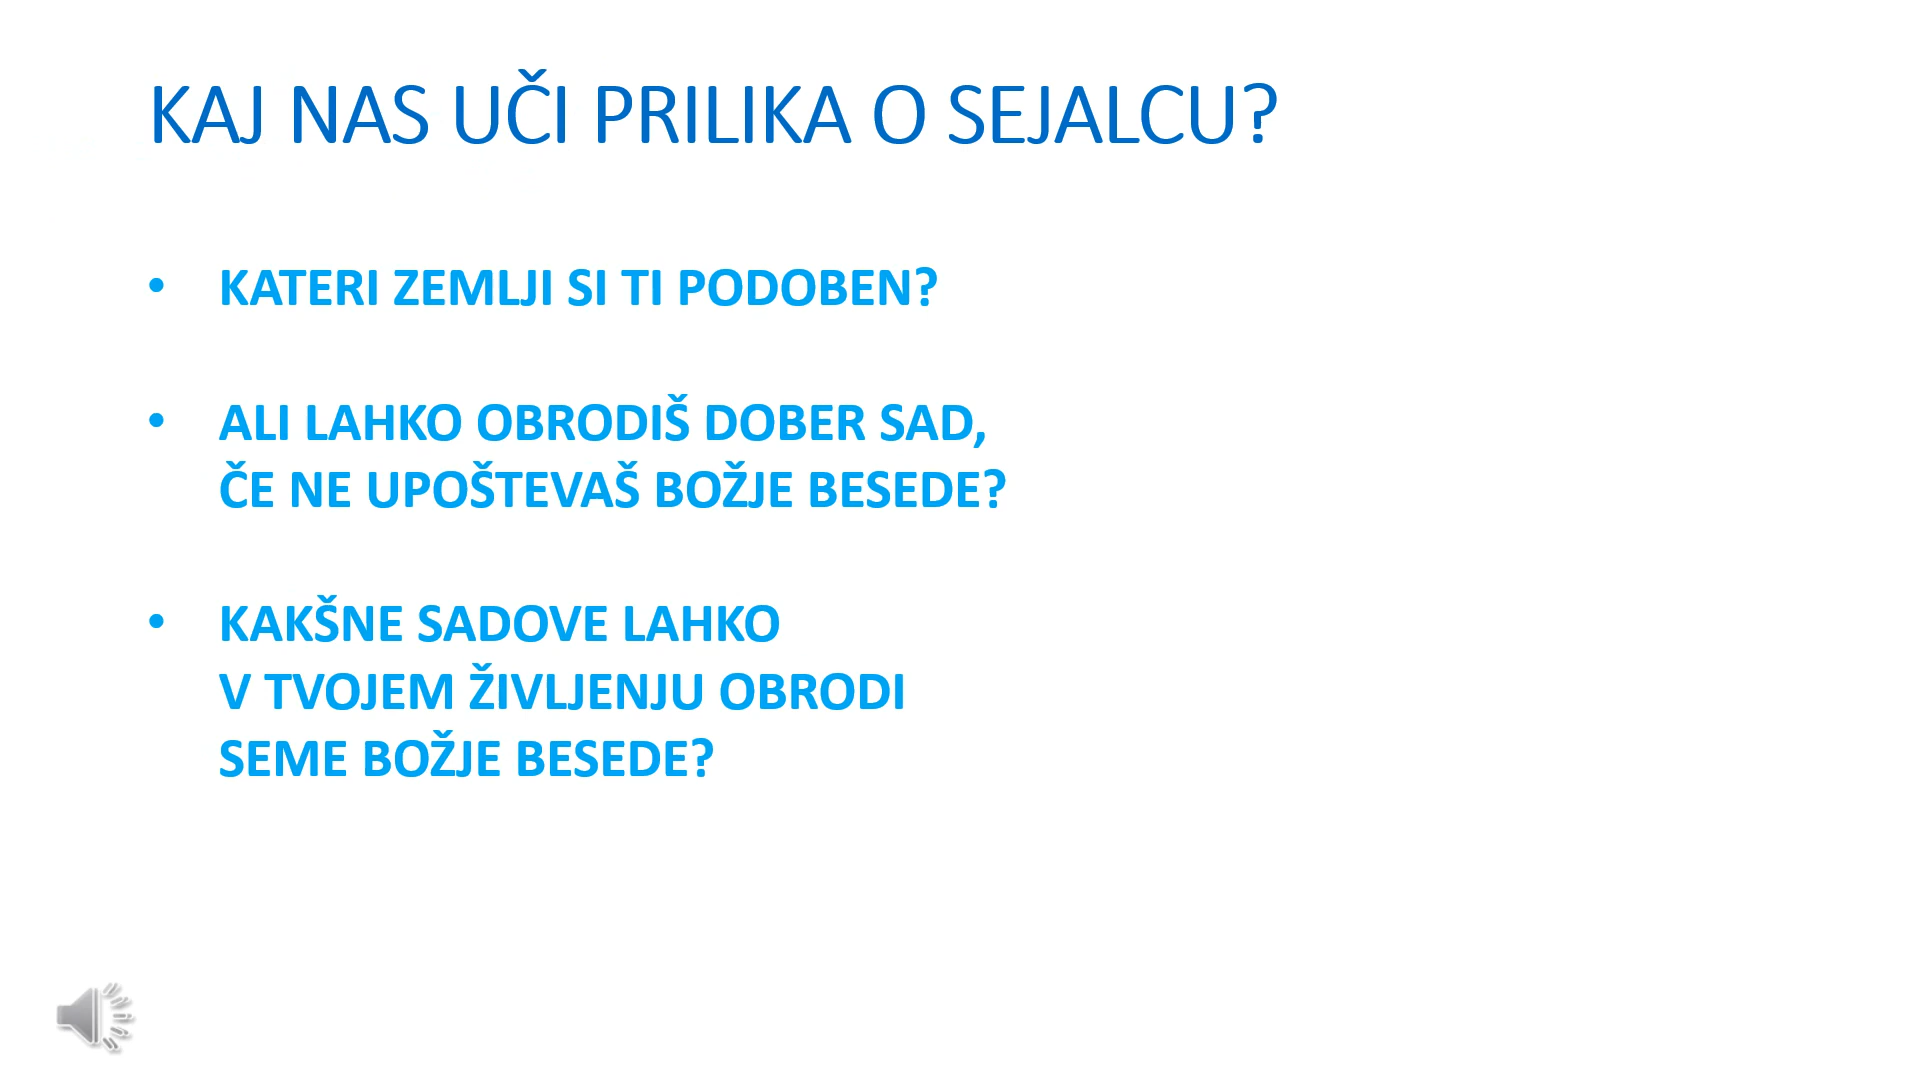 KAJ NAS UČI PRILIKA O SEJALCU?
• KATERI ZEMLJI SI TI PODOBEN?
• ALI LAHKO OBRODIŠ DOBER SAD,
ČE NE UPOŠTEVAŠ BOŽJE BESEDE?
• KAKŠNE SADOVE LAHKO
V TVOJEM ŽIVLJENJU OBRODI
SEME BOŽJE BESEDE?